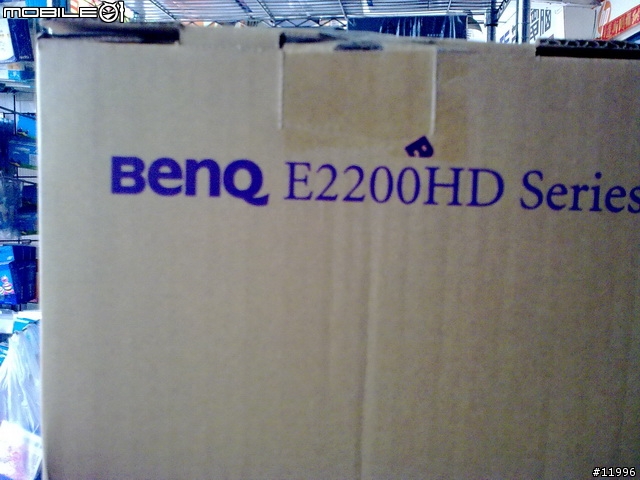 MOBILE01
BenQ E2200HD Series
#11996